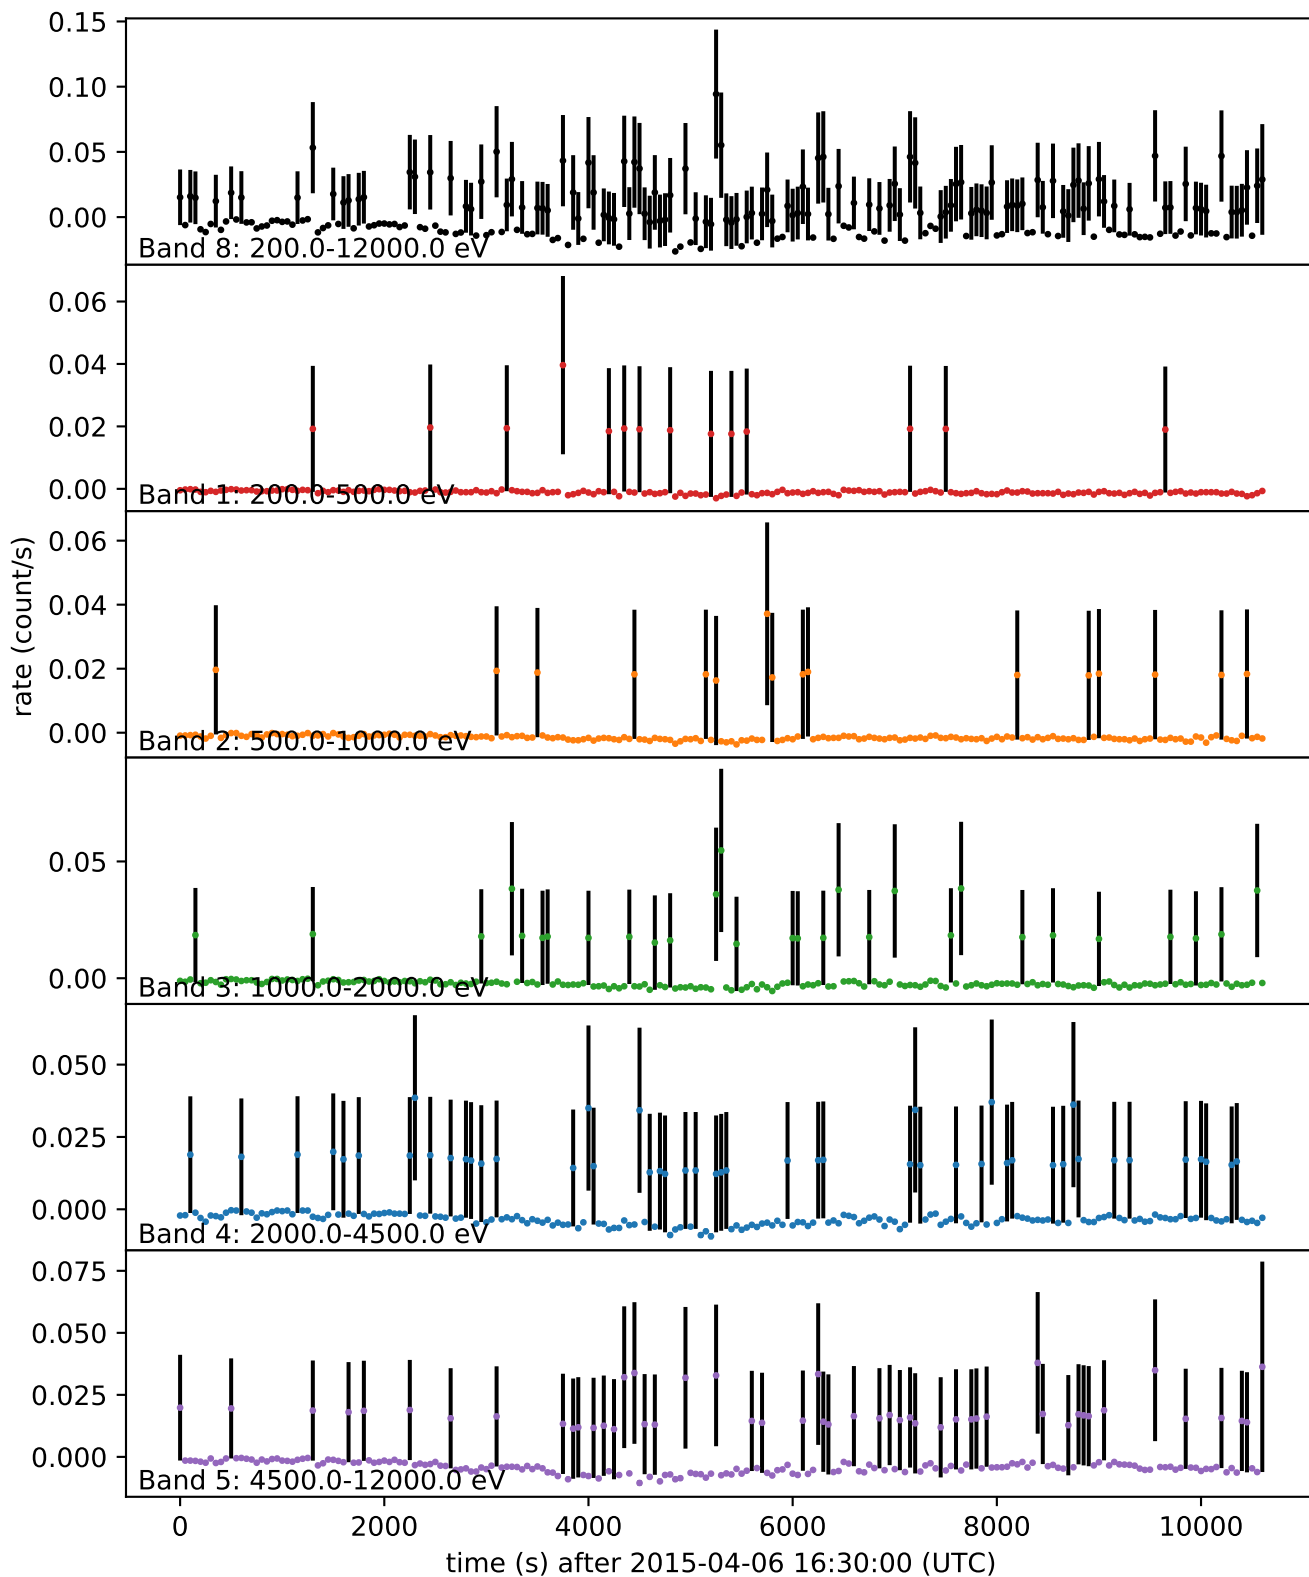 0.15
0.10
0.05
0.00
Band 8: 200.0-12000.0 eV
0.06
0.04
0.02
0.00
Band 1: 200.0-500.0 eV
0.06
0.04
0.02
0.00
Band 2: 500.0-1000.0 eV
rate (count/s)
0.05
0.00
Band 3: 1000.0-2000.0 eV
0.050
0.025
0.000
Band 4: 2000.0-4500.0 eV
0.075
0.050
0.025
0.000
Band 5: 4500.0-12000.0 eV
0 2000 4000 6000 8000 10000
time (s) after 2015-04-06 16:30:00 (UTC)